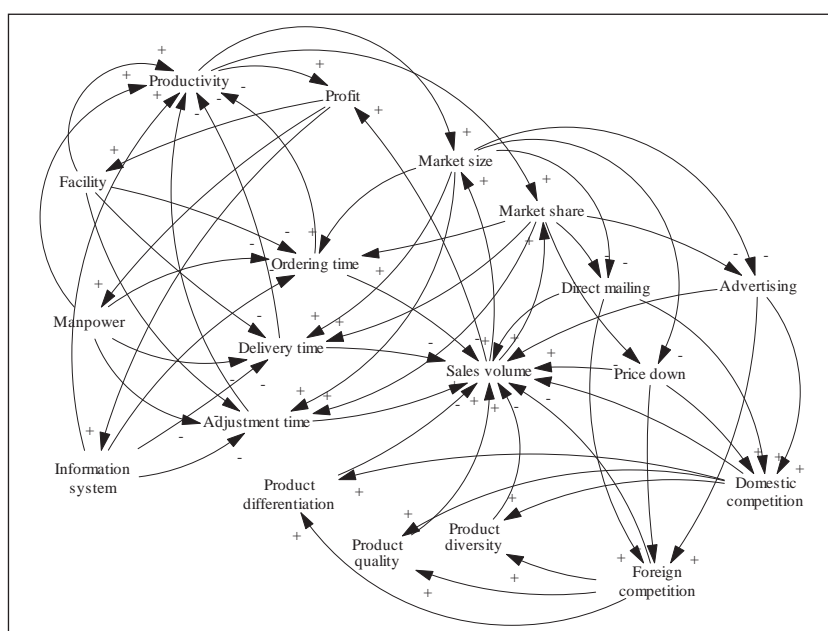 Productivity
Profit
Market size
Facility
Market share
Ordering time
Direct mailing
Advertising
Manpower
Delivery time
Sales volume
Price down
Adjustment time
Information
system
Product
differentiation
Domestic
competition
Product
diversity
Product
quality
Foreign
competition